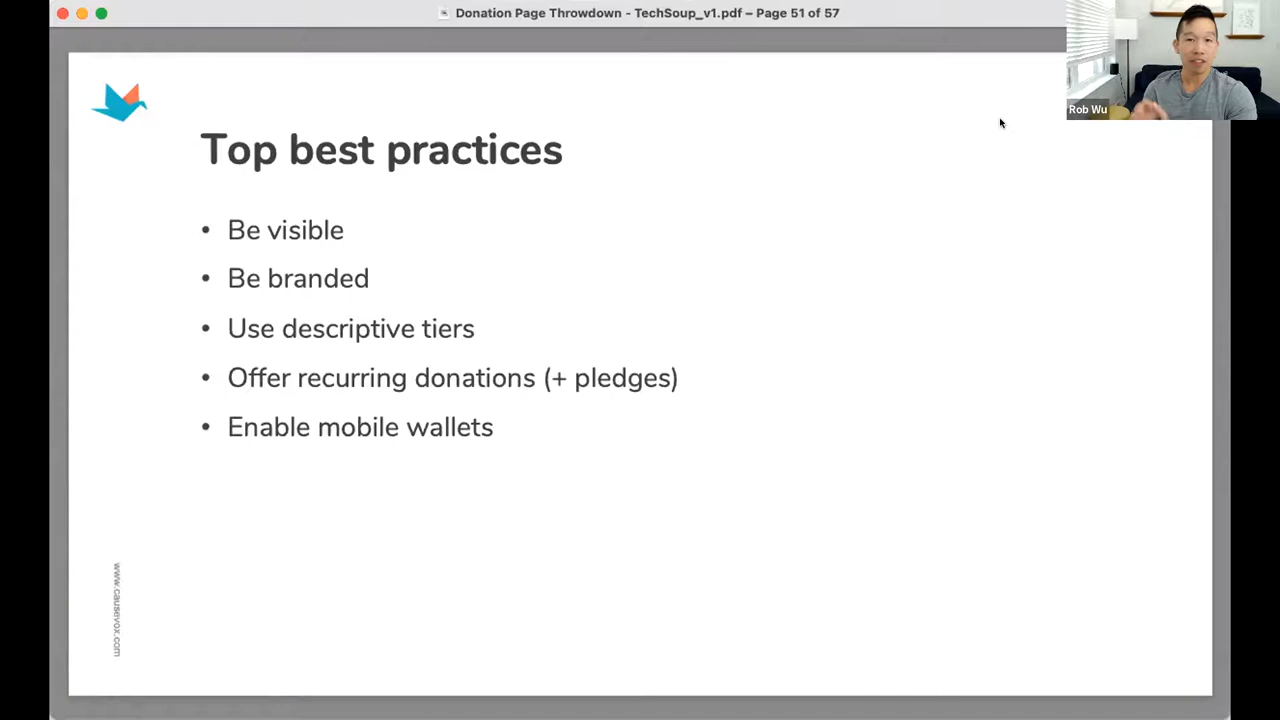 Donation Page Throwdown - TechSoup_v1.pdf – Page 51 of 57
Rob Wu
Top best practices
• Be visible
• Be branded
• Use descriptive tiers
• Offer recurring donations (+ pledges)
• Enable mobile wallets
www.causevox.com